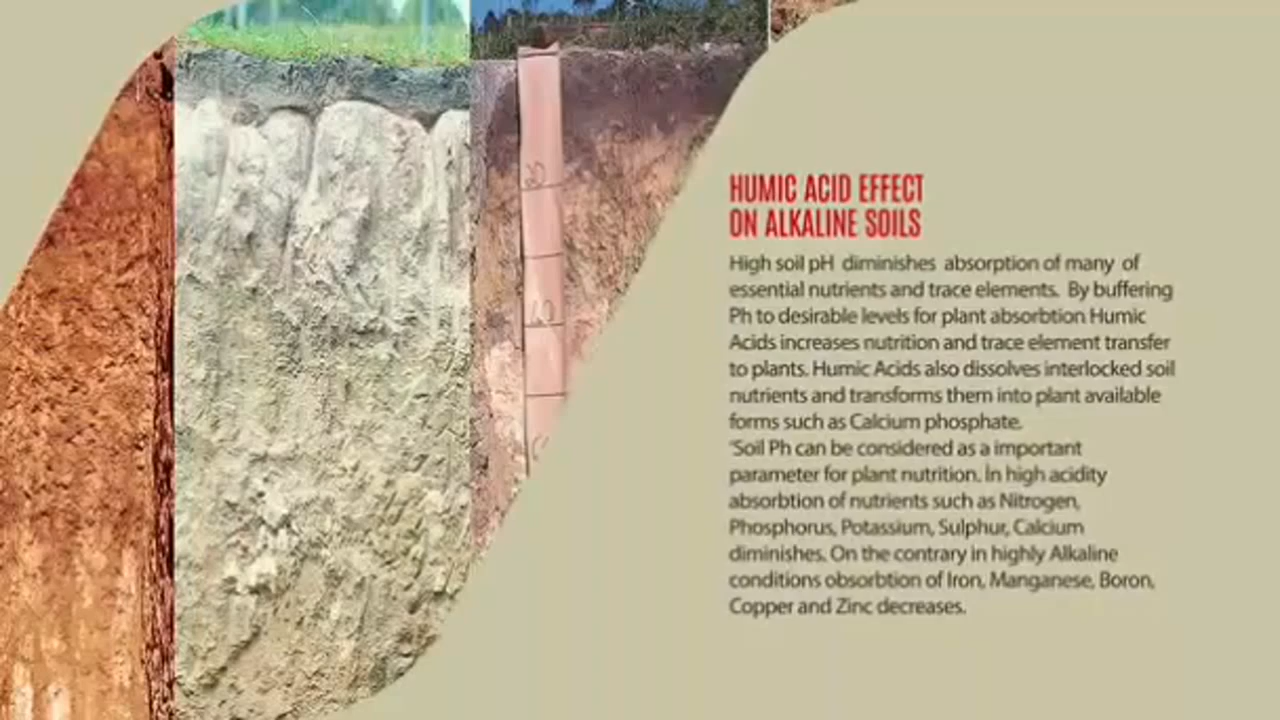 HUMIC ACID EFFECT
ON ALKALINE SOILS
High soil pH diminishes absorption of many of
essential nutrients and trace elements. By buffering
Ph to desirable levels for plant absorbtion Humic
Acids increases nutrition and trace element transfer
to plants. Humic Acids also dissolves interlocked soil
nutrients and transforms them into plant available
forms such as Calcium phosphate.
"Soil Ph can be considered as a important
parameter for plant nutrition. İn high acidity
absorbtion of nutrients such as Nitrogen,
Phosphorus, Potassium, Sulphur, Calcium
diminishes. On the contrary in highly Alkaline
conditions obsorbtion of Iron, Manganese, Boron,
Copper and Zinc decreases.